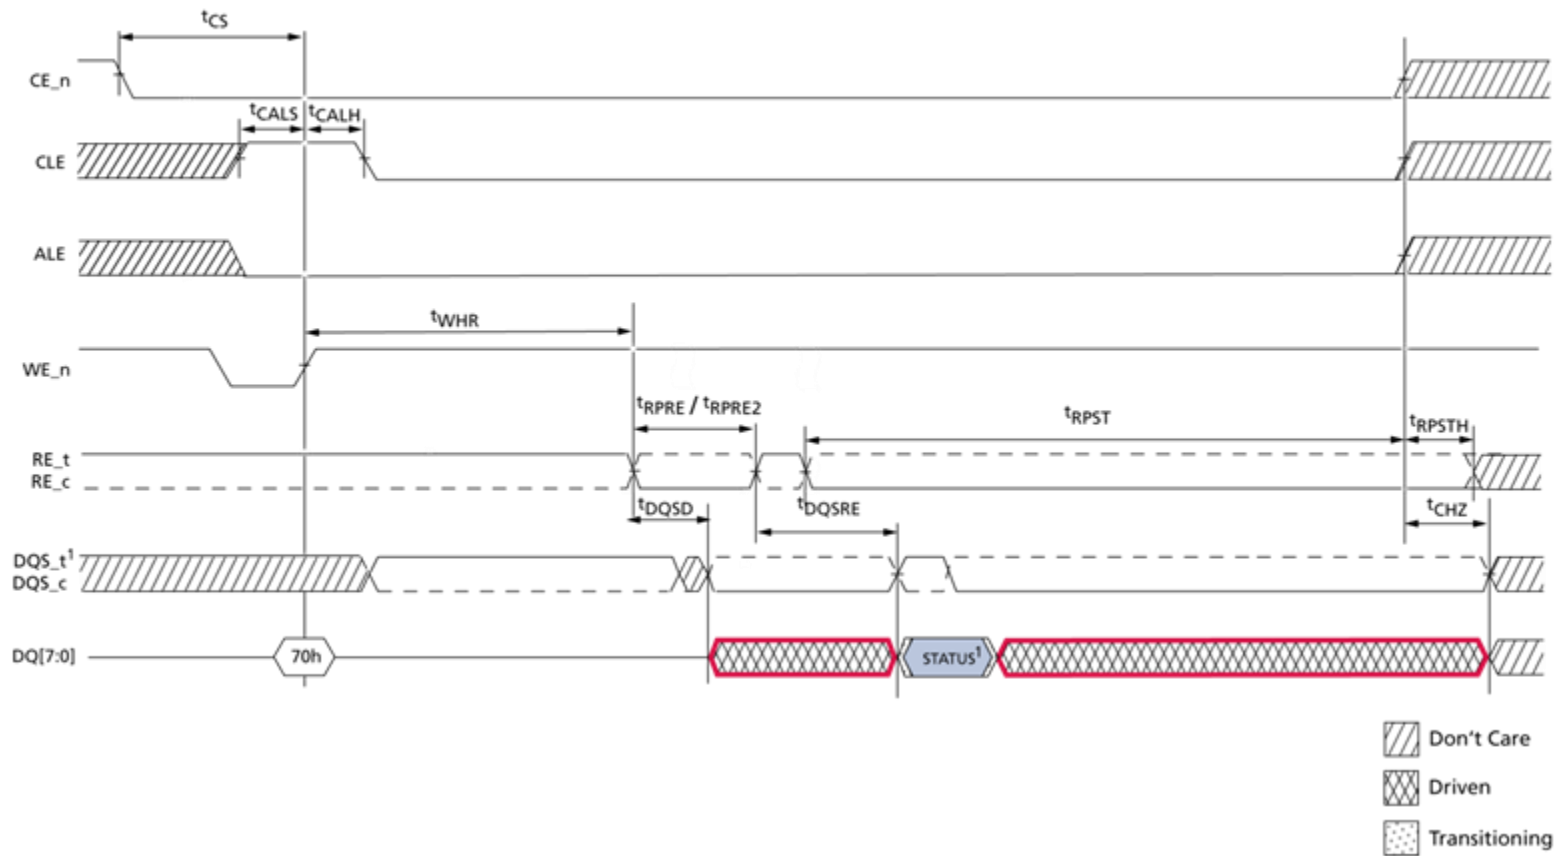 tCS
CE_n
tCALS tCALH
CLE
ALE
tWHR
WE_n
tRPRE / tRPRE2
tRPST
tRPSTH
RE_t
RE_c
tDQSD
tDQSRE
tCHZ
DQS_t¹
DQS_c
DQ[7:0]
70h
STATUS¹
Don't Care
Driven
Transitioning